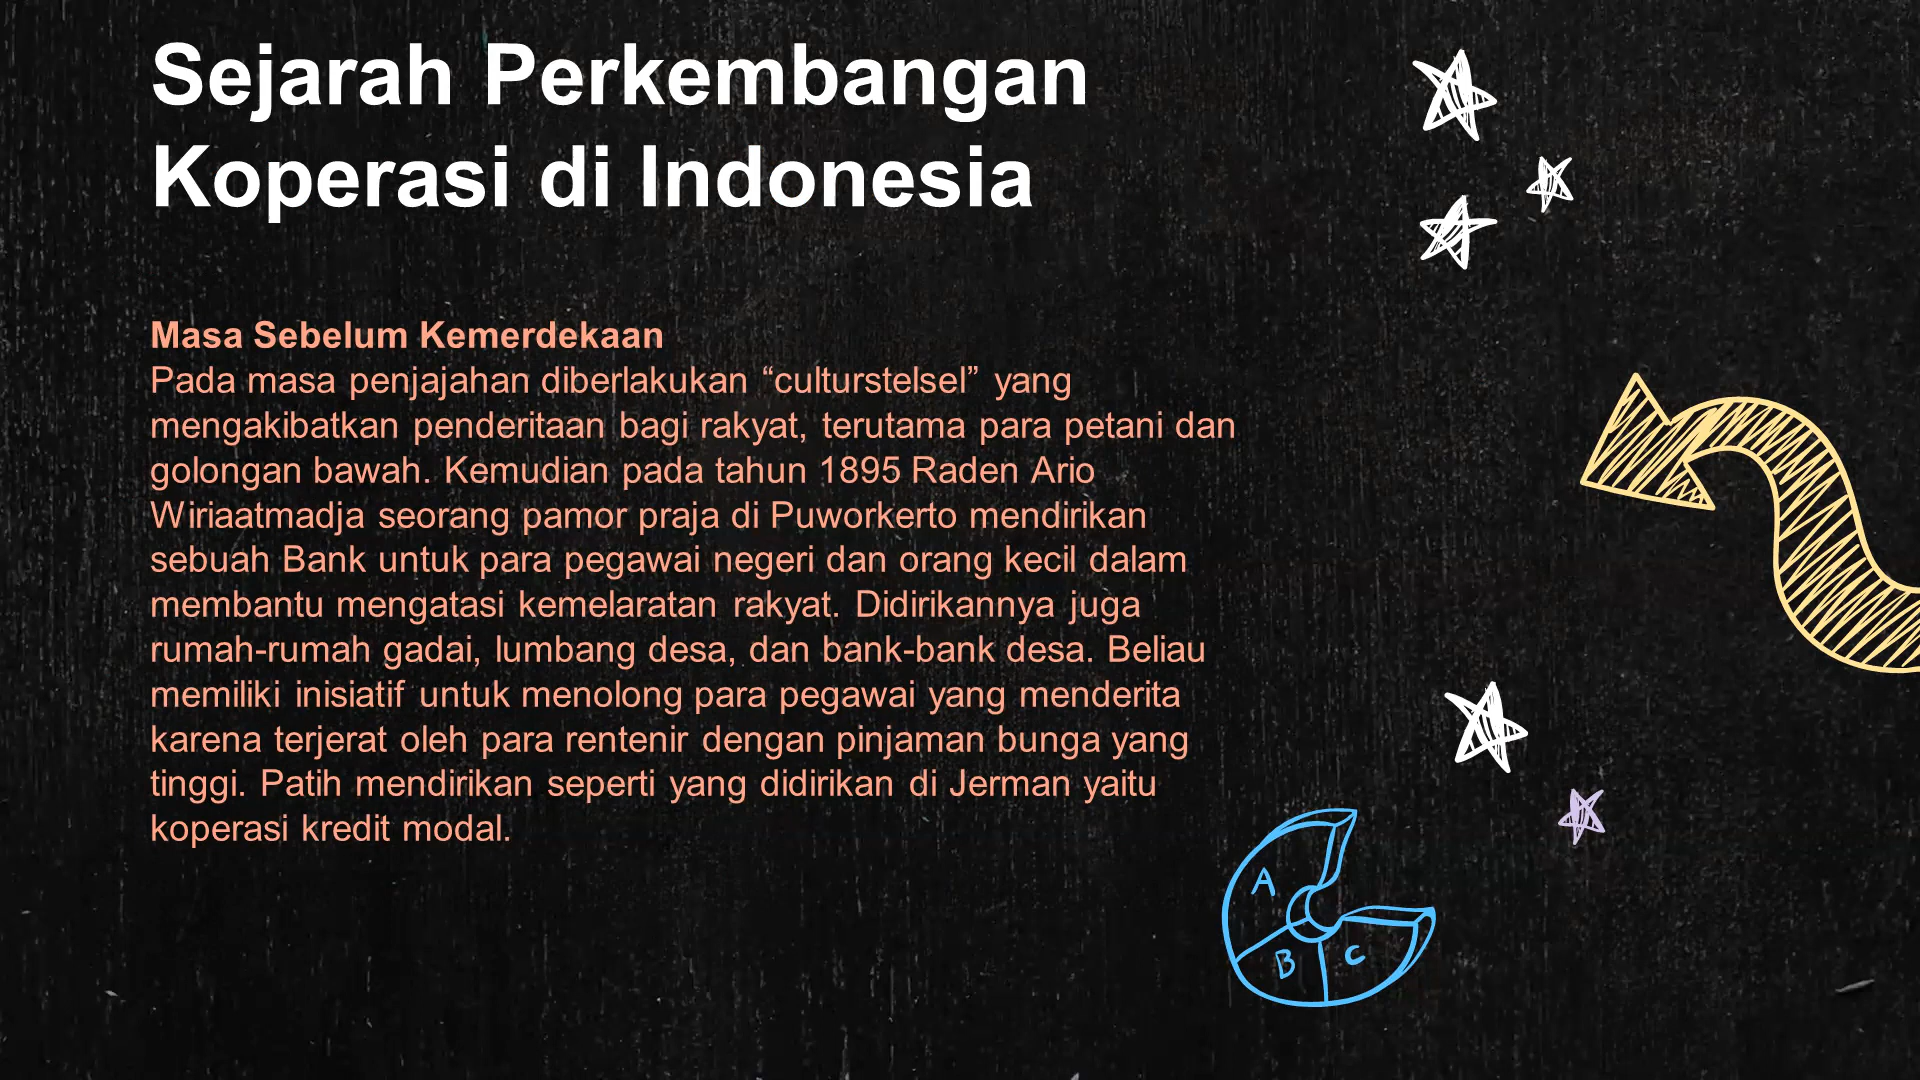 Sejarah Perkembangan
Koperasi di Indonesia
Masa Sebelum Kemerdekaan
Pada masa penjajahan diberlakukan “culturstelsel” yang
mengakibatkan penderitaan bagi rakyat, terutama para petani dan
golongan bawah. Kemudian pada tahun 1895 Raden Ario
Wiriaatmadja seorang pamor praja di Puworkerto mendirikan
sebuah Bank untuk para pegawai negeri dan orang kecil dalam
membantu mengatasi kemelaratan rakyat. Didirikannya juga
rumah-rumah gadai, lumbang desa, dan bank-bank desa. Beliau
memiliki inisiatif untuk menolong para pegawai yang menderita
karena terjerat oleh para rentenir dengan pinjaman bunga yang
tinggi. Patih mendirikan seperti yang didirikan di Jerman yaitu
koperasi kredit modal.
A
B
C